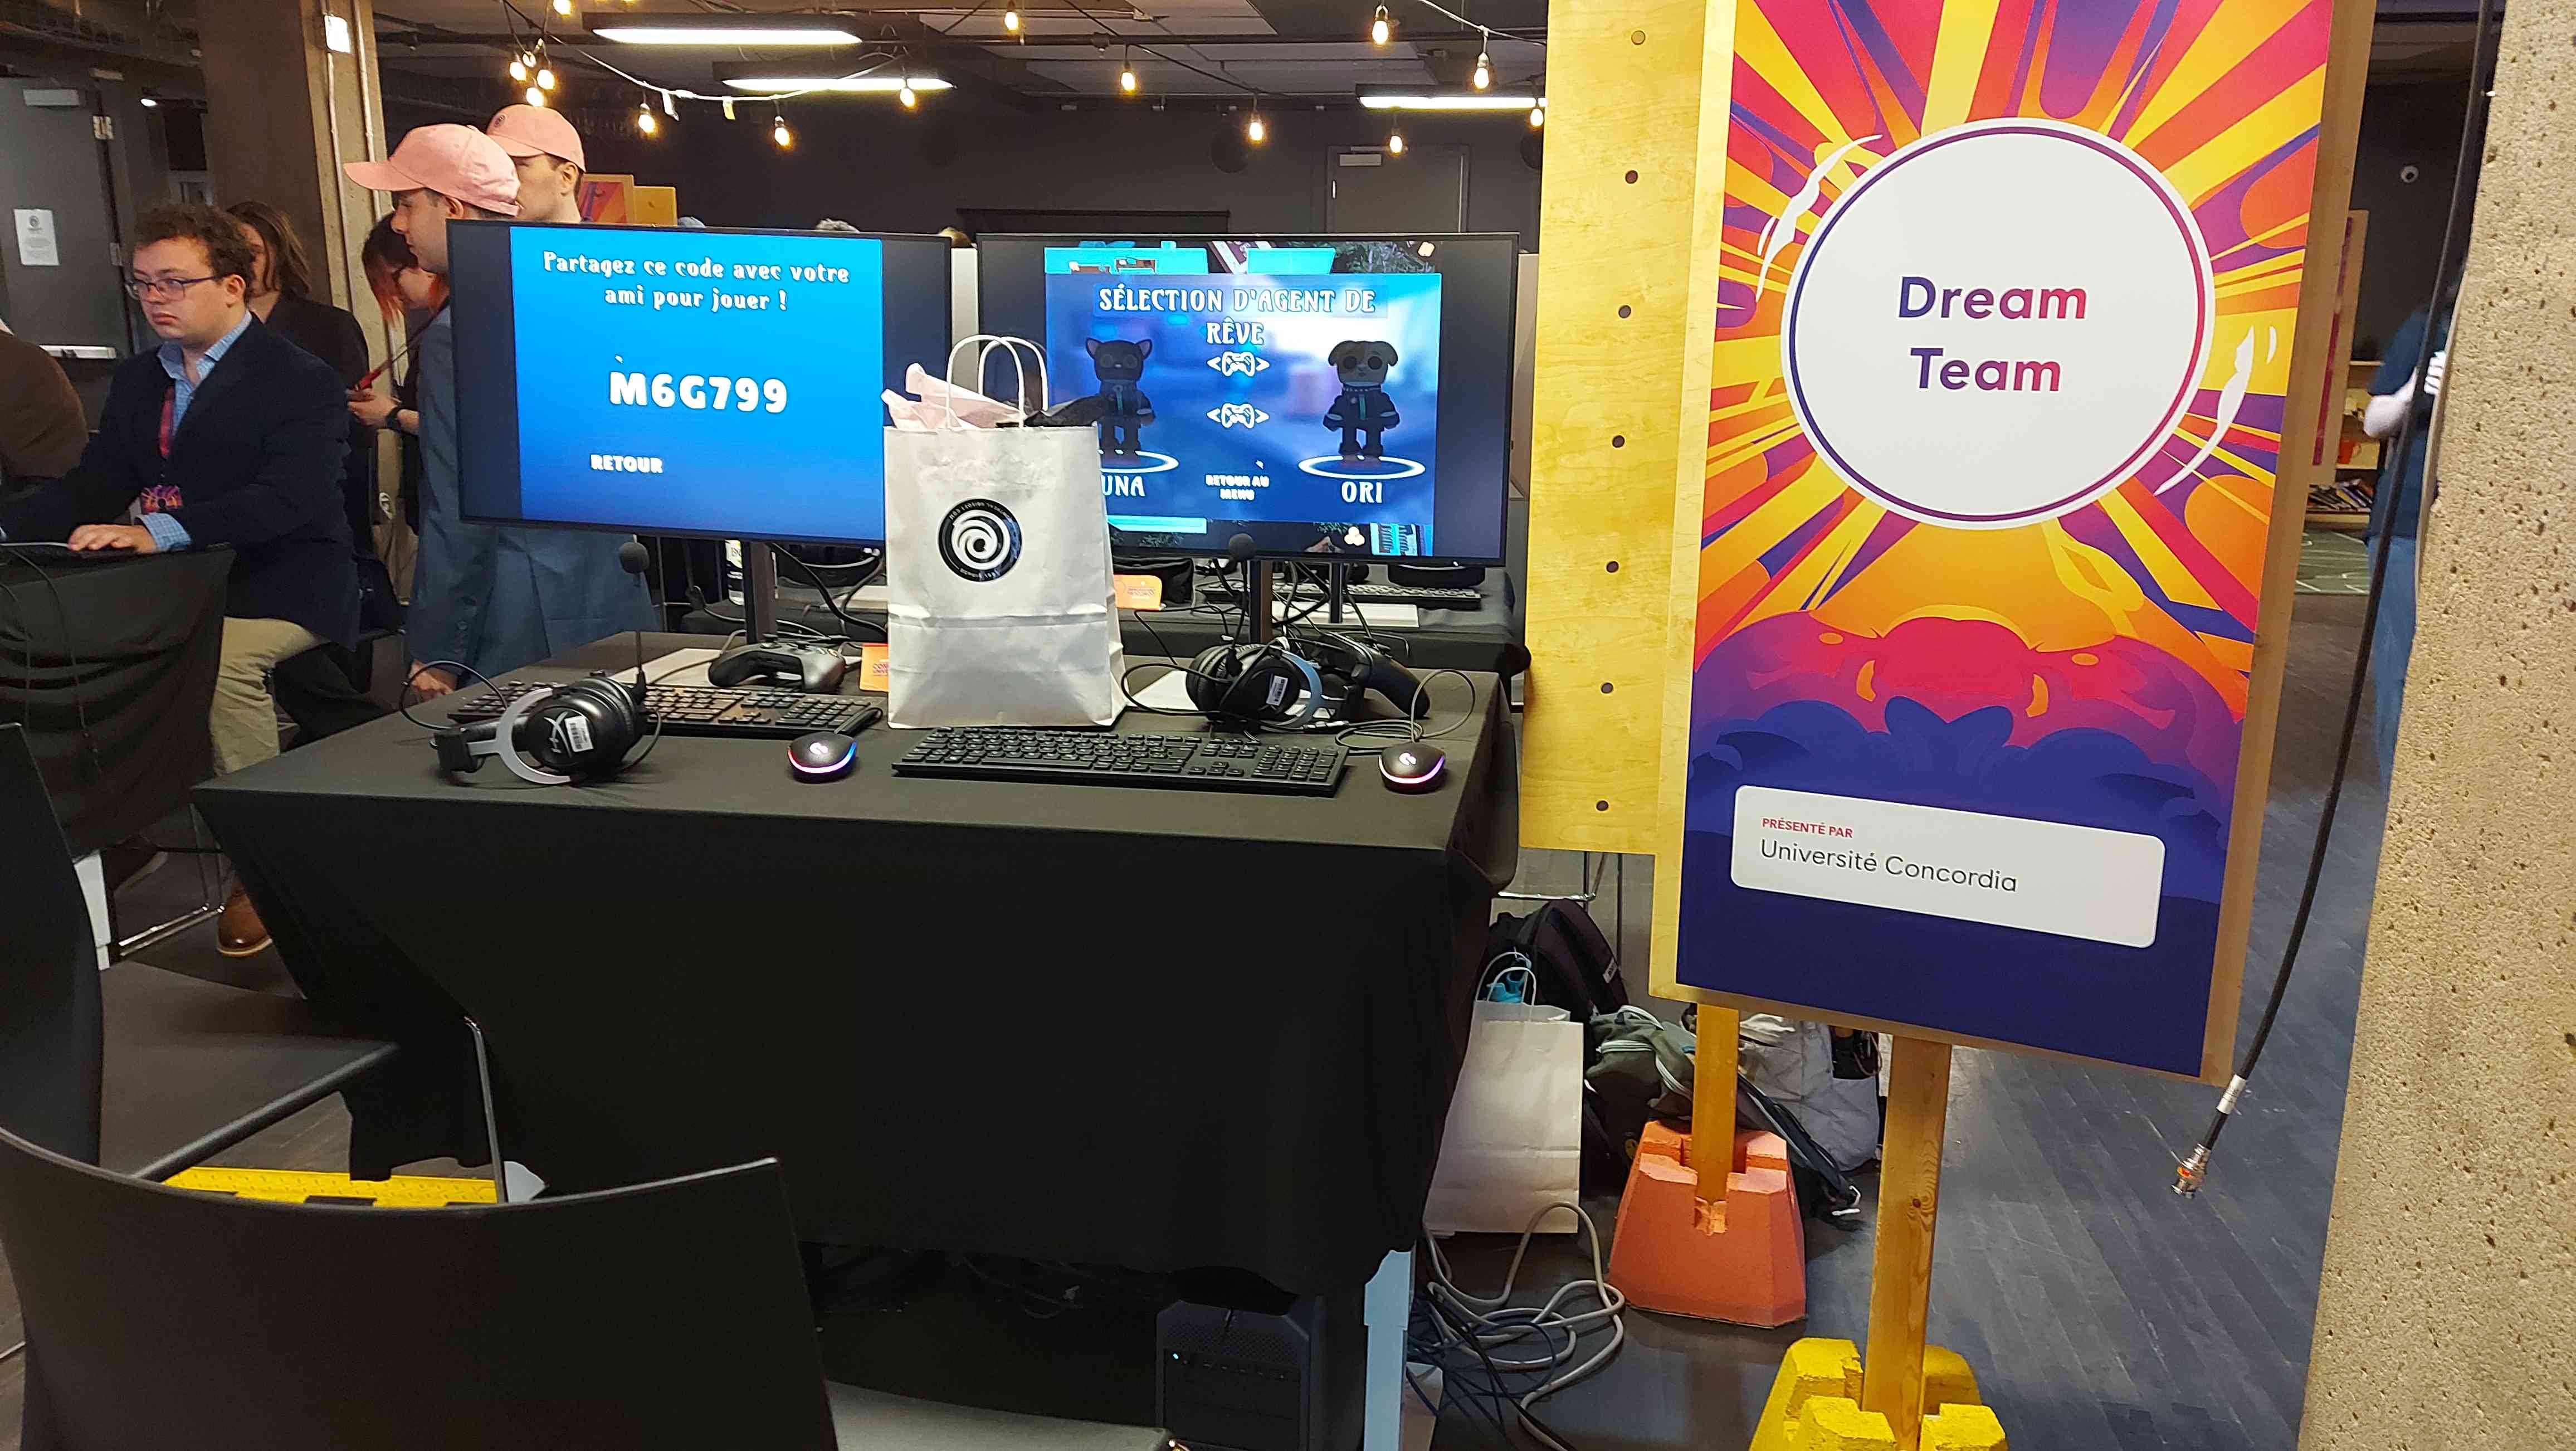 Partagez ce code avec votre
ami pour jouer !
M6G799
RETOUR
SÉLECTION D'AGENT DE
RÊVE
UNA
RETOUR AU
MENU
ORI
Dream
Team
PRÉSENTÉ PAR
Université Concordia